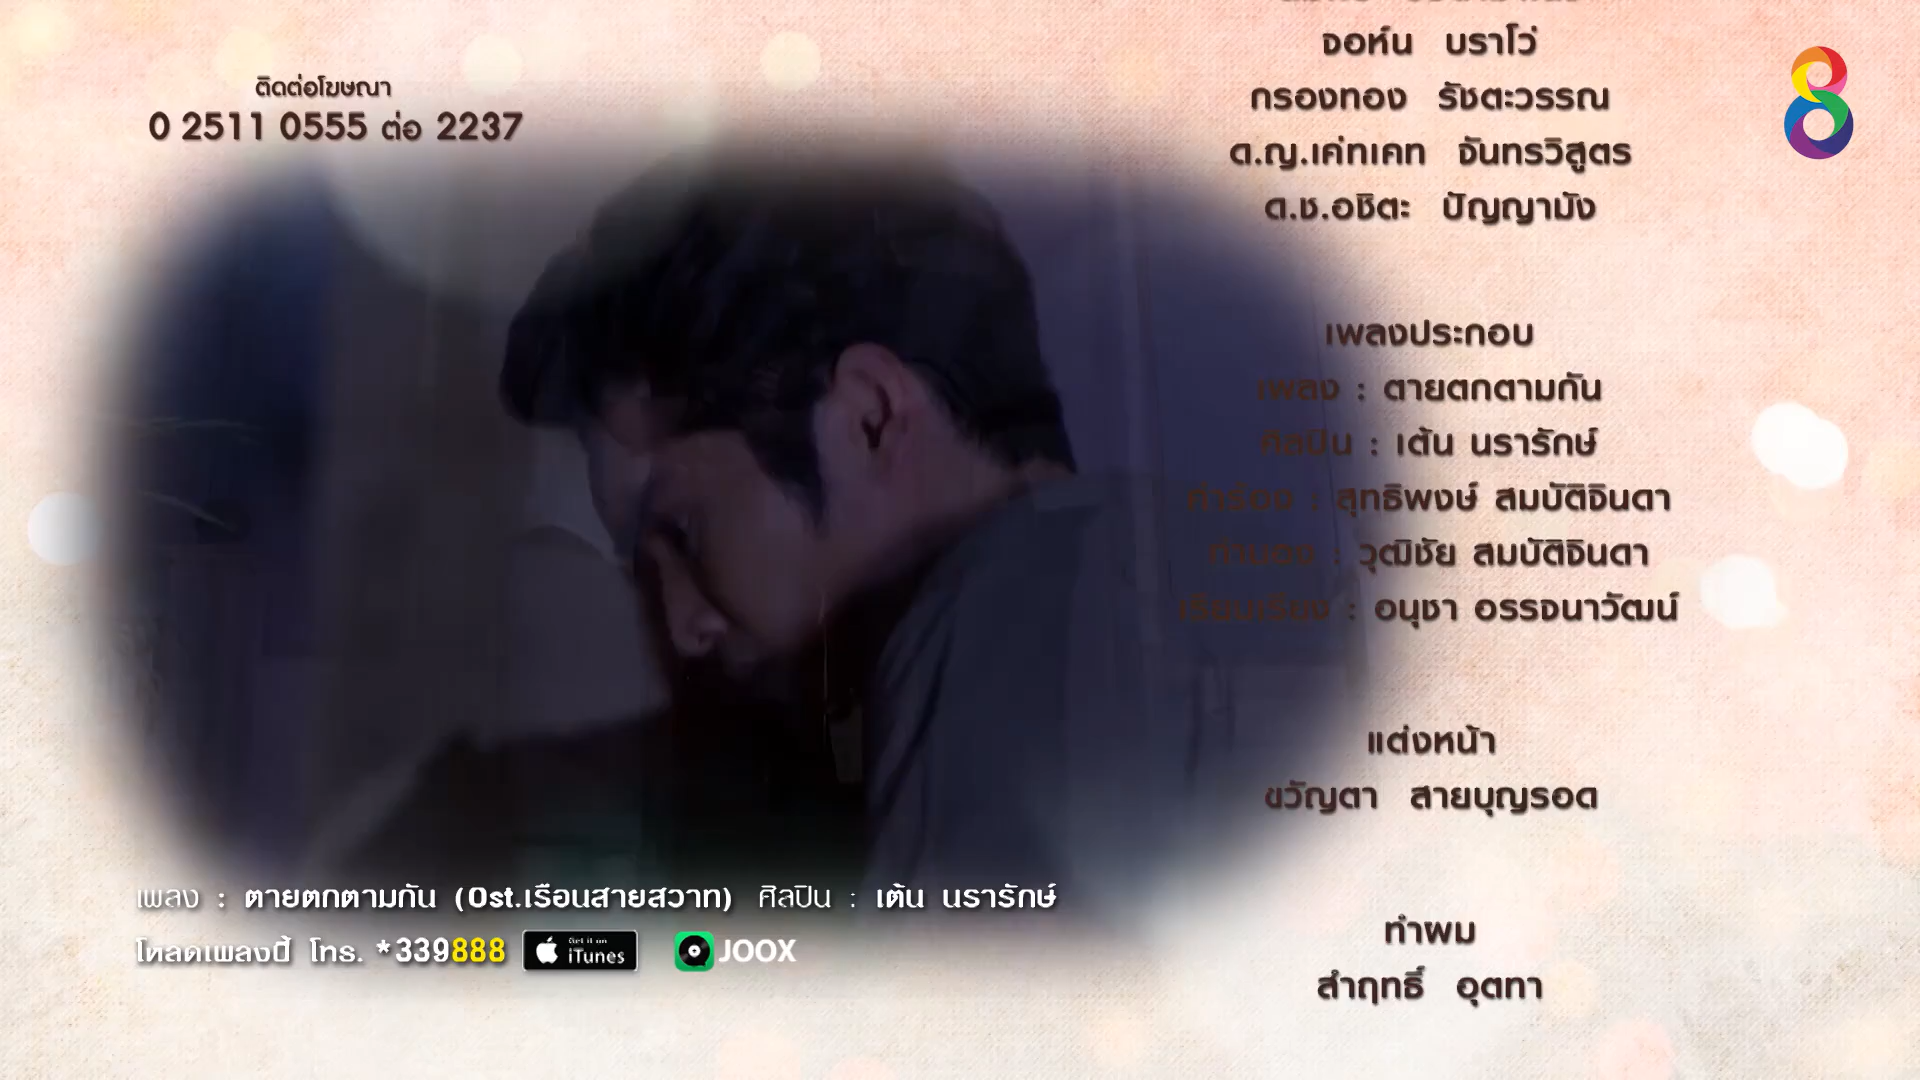 ติดต่อโฆษณา
0 2511 0555 ต่อ 2237
จอห์น บราโว่
กรองทอง รัชตะวรรณ
ด.ญ.เค่ทเคท จันทรวิสูตร
ด.ช.อชิตะ ปัญญามัง
เพลงประกอบ
เพลง : ตายตกตามกัน
ศิลปิน : เต้น นรารักษ์
คำร้อง : สุทธิพงษ์ สมบัติจินดา
ทำนอง : วุฒิชัย สมบัติจินดา
เรียบเรียง : อนุชา อรรจนาวัฒน์
แต่งหน้า
ขวัญตา สายบุญรอด
ทำผม
สำฤทธิ์ อุตทา
เพลง : ตายตกตามกัน (Ost.เรือนสายสวาท) ศิลปิน : เต้น นรารักษ์
โหลดเพลงนี้ โทร. *339888 Get it on iTunes JOOX
8